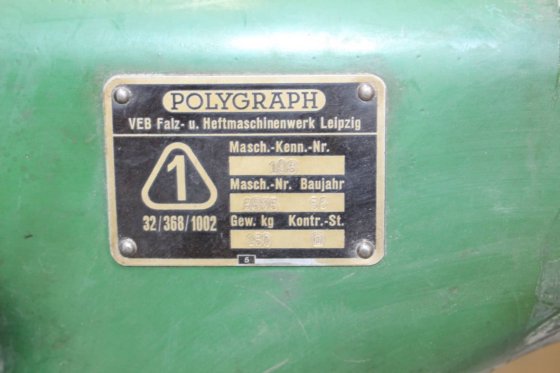 POLYGRAPH
VEB Falz- u. Heftmaschinenwerk Leipzig
1
32/368/1002
Masch.-Kenn.-Nr.
Masch.-Nr. Baujahr
Gew. kg Kontr.-St.
5